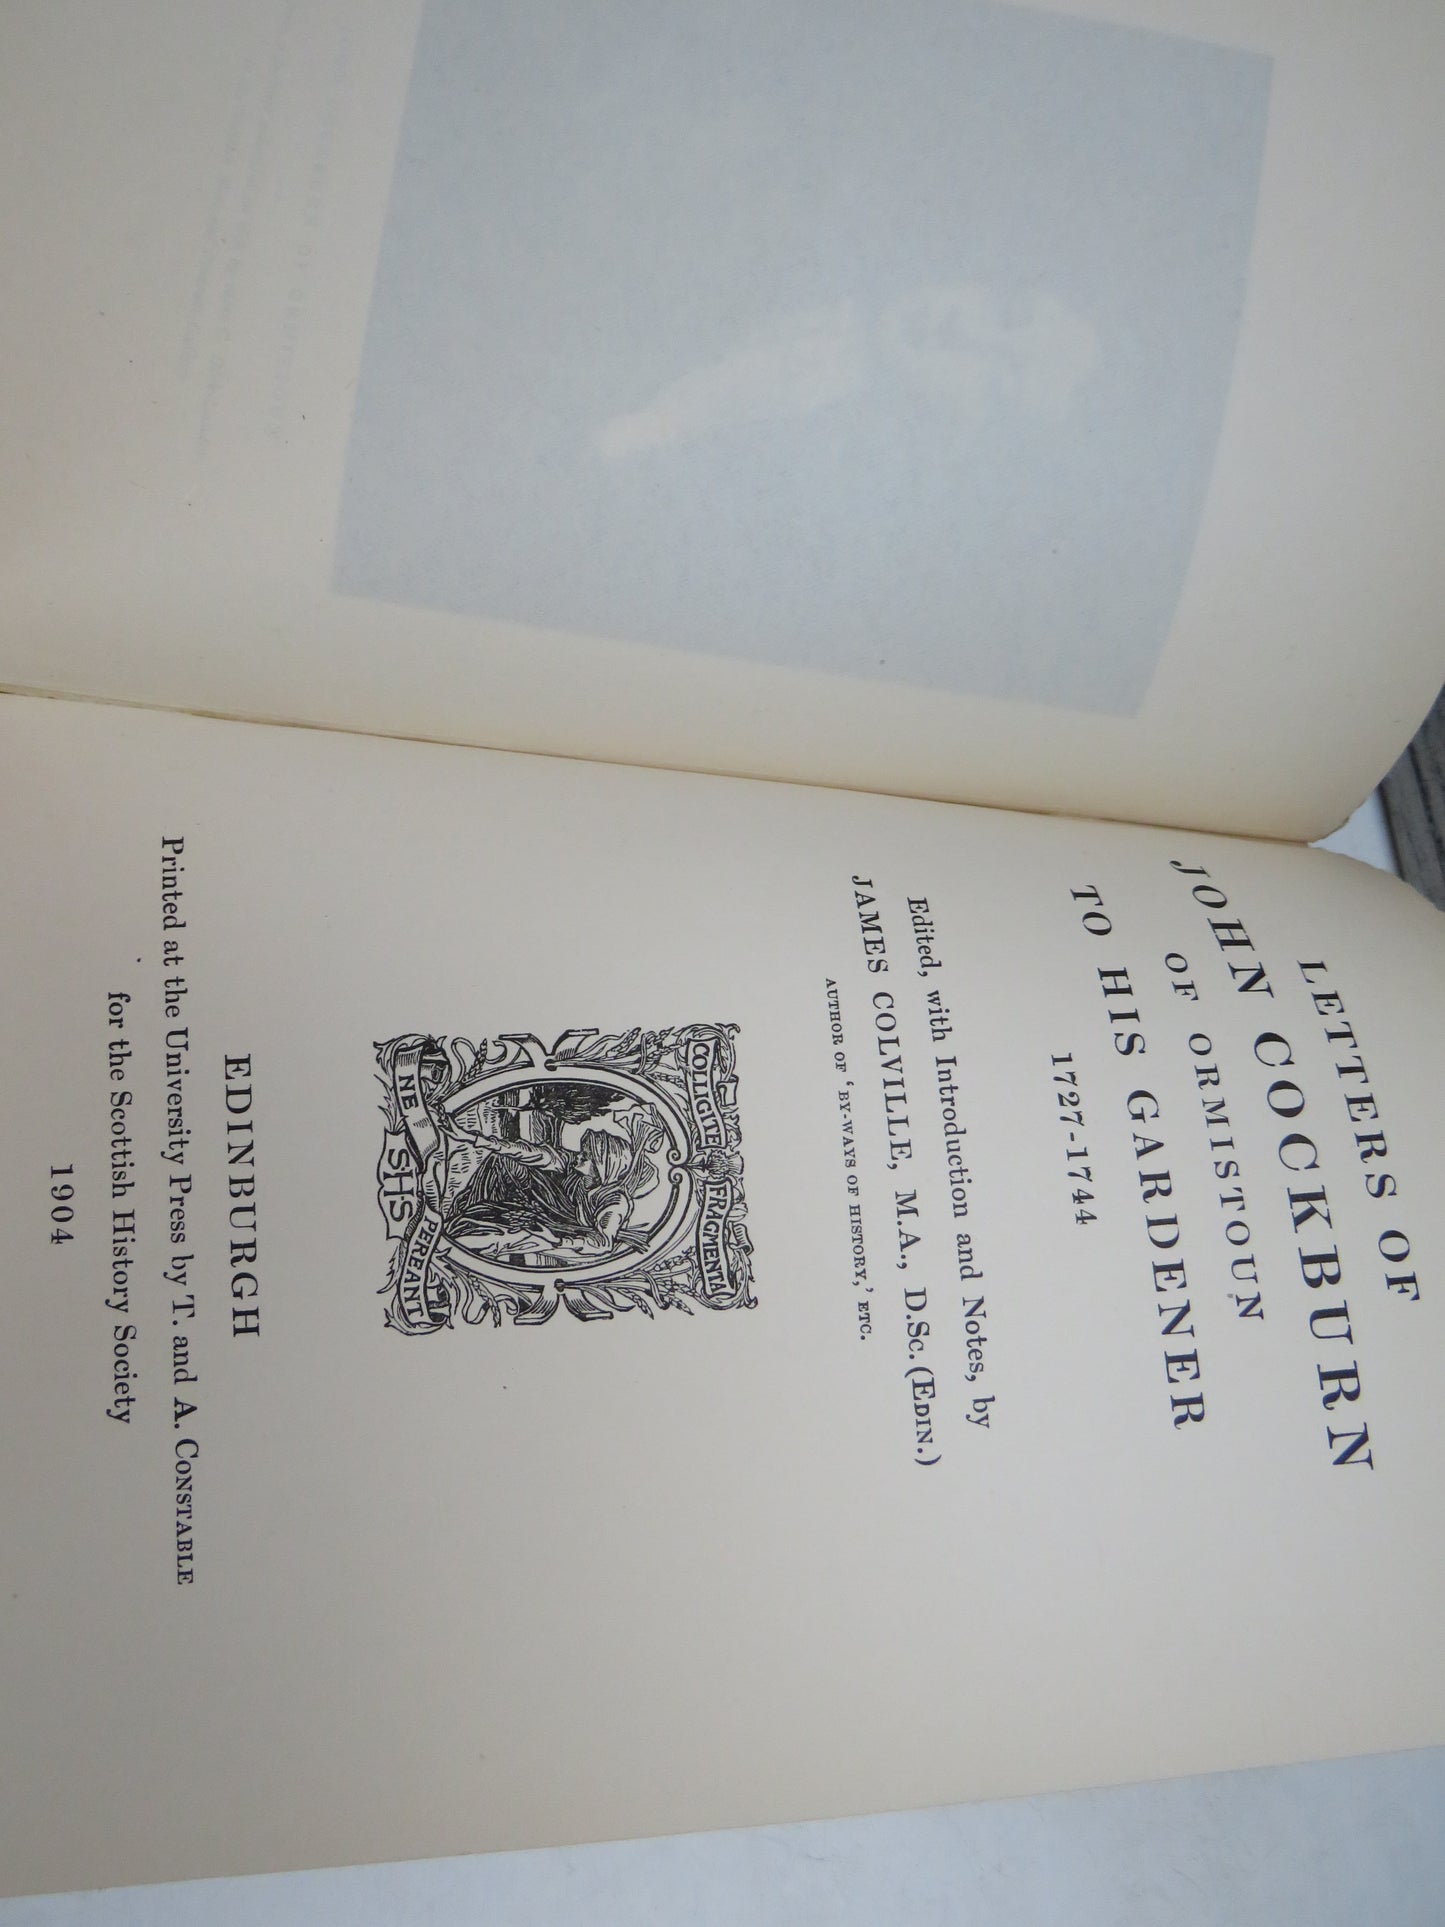 LETTERS OF
JOHN COCKBURN
OF ORMISTOUN
TO HIS GARDENER
1727-1744
Edited, with Introduction and Notes, by
JAMES COLVILLE, M.A., D.Sc. (EDIN.)
AUTHOR OF ‘BY-WAYS OF HISTORY,’ ETC.
COLLIGITE FRAGMENTA
NE PEREANT
SHS
EDINBURGH
Printed at the University Press by T. and A. CONSTABLE
for the Scottish History Society
1904